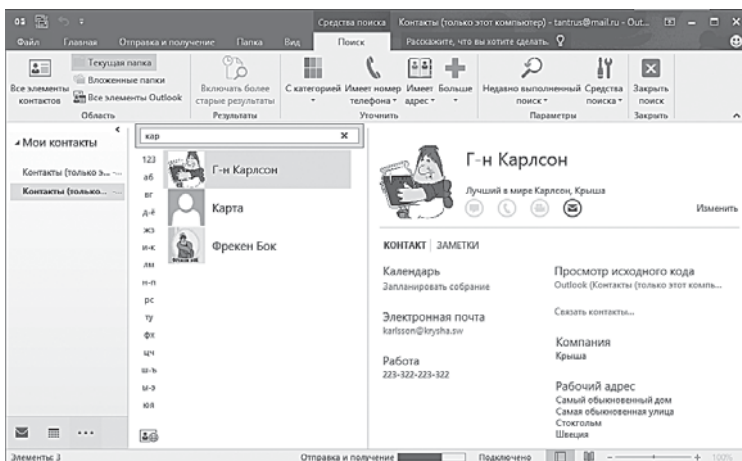 Средства поиска Контакты (только этот компьютер) - tantrus@mail.ru - Out...
Файл Главная Отправка и получение Папка Вид Поиск Расскажите, что вы хотите сделать.
Все элементы контактов
Текущая папка
Вложенные папки
Все элементы Outlook
Область
Включать более старые результаты
Результаты
С категорией
Имеет номер телефона
Имеет адрес
Больше
Уточнить
Недавно выполненный поиск
Средства поиска
Параметры
Закрыть поиск
Закрыть
Мои контакты
Контакты (только э...
Контакты (только...
кар
123
аб
вг
д-ё
жз
и-к
лм
н-п
рс
ту
фх
цч
ш-ъ
ы-э
юя
Г-н Карлсон
Карта
Фрекен Бок
Г-н Карлсон
Лучший в мире Карлсон, Крыша
Изменить
КОНТАКТ ЗАМЕТКИ
Календарь
Запланировать собрание
Электронная почта
karlsson@krysha.sw
Работа
223-322-223-322
Просмотр исходного кода
Outlook (Контакты (только этот компь...
Связать контакты...
Компания
Крыша
Рабочий адрес
Самый обыкновенный дом
Самая обыкновенная улица
Стокгольм
Швеция
Элементы: 3 Отправка и получение Подключено 100%